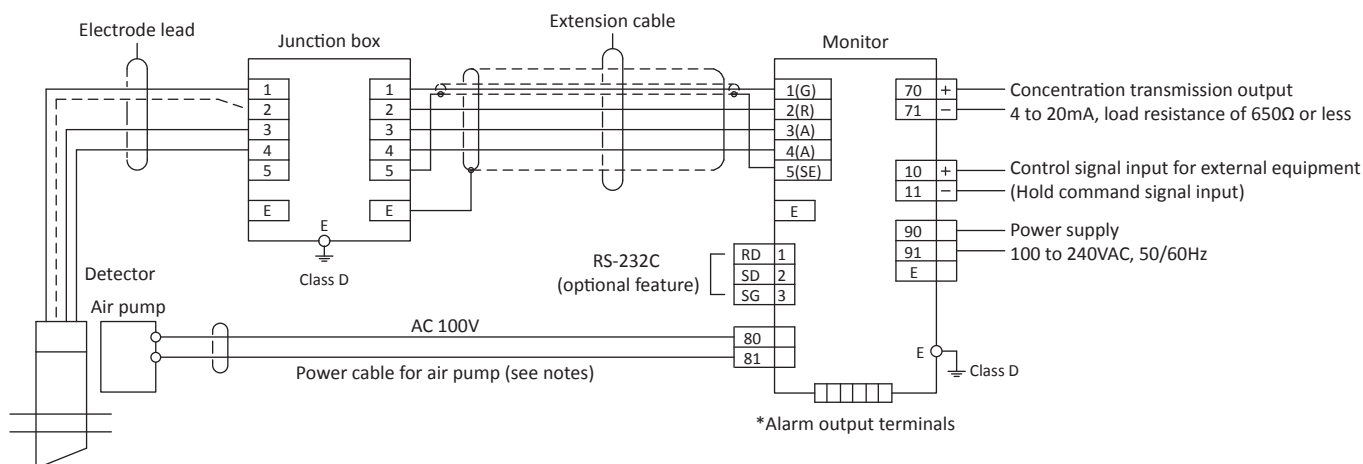 Electrode lead
Junction box
Extension cable
Monitor
1
2
3
4
5
E
1
2
3
4
5
E
E
Class D
1(G)
2(R)
3(A)
4(A)
5(SE)
E
70 +
71 −
Concentration transmission output
4 to 20mA, load resistance of 650Ω or less
10 +
11 −
Control signal input for external equipment
(Hold command signal input)
90
91
E
Power supply
100 to 240VAC, 50/60Hz
RS-232C
(optional feature)
RD 1
SD 2
SG 3
Detector
Air pump
AC 100V
Power cable for air pump (see notes)
80
81
E
Class D
*Alarm output terminals